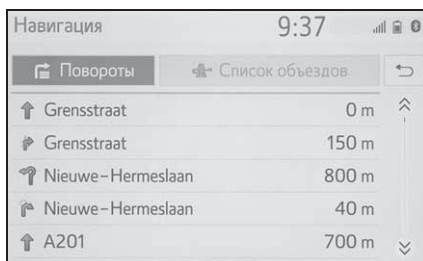 Навигация 9:37
Повороты Список объездов
Grensstraat 0 m
Grensstraat 150 m
Nieuwe-Hermeslaan 800 m
Nieuwe-Hermeslaan 40 m
A201 700 m